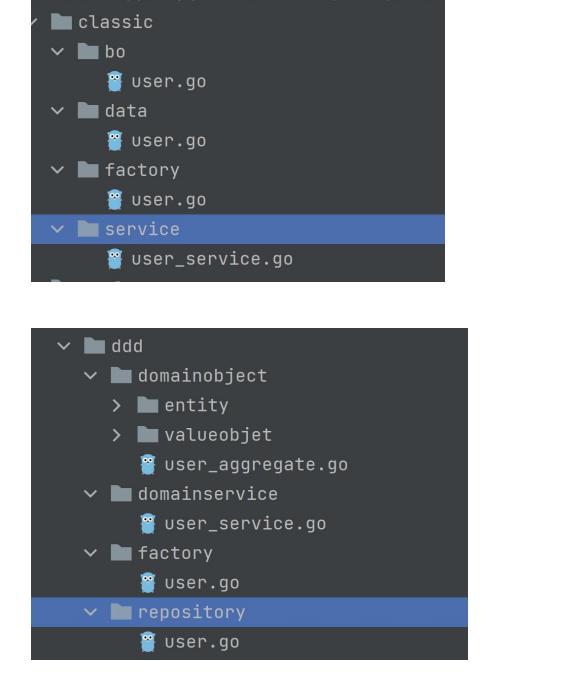 classic
bo
user.go
data
user.go
factory
user.go
service
user_service.go
ddd
domainobject
entity
valueobjet
user_aggregate.go
domainservice
user_service.go
factory
user.go
repository
user.go